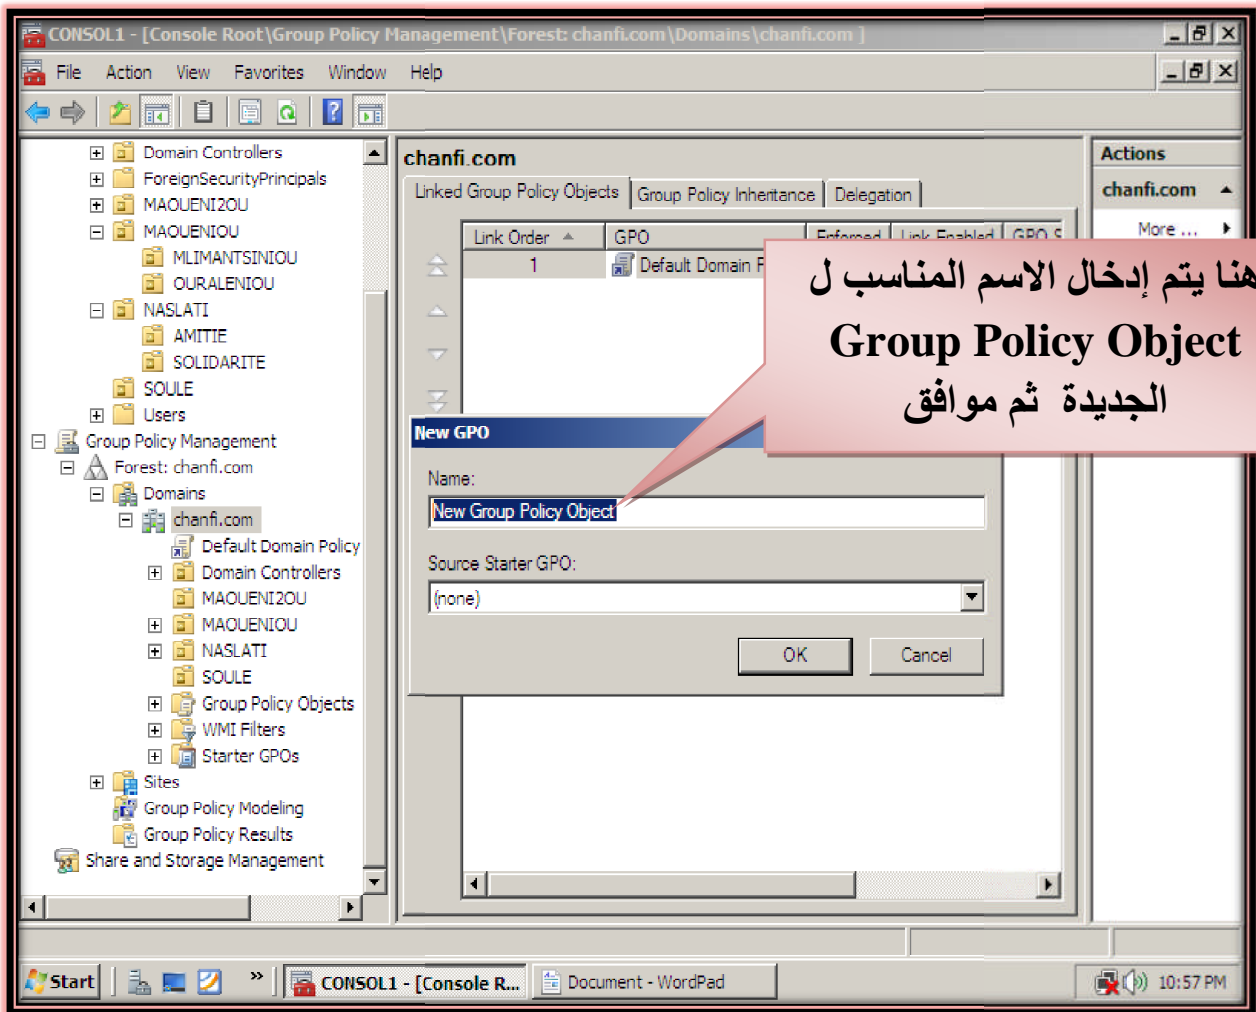 CONSOL1 - [Console Root\Group Policy Management\Forest: chanfi.com\Domains\chanfi.com ]
File Action View Favorites Window Help
Domain Controllers
ForeignSecurityPrincipals
MAOUENI2OU
MAOUENIOU
MLIMANTSINIOU
OURALENIOU
NASLATI
AMITIE
SOLIDARITE
SOULE
Users
Group Policy Management
Forest: chanfi.com
Domains
chanfi.com
Default Domain Policy
Domain Controllers
MAOUENI2OU
MAOUENIOU
NASLATI
SOULE
Group Policy Objects
WMI Filters
Starter GPOs
Sites
Group Policy Modeling
Group Policy Results
Share and Storage Management
chanfi.com
Linked Group Policy Objects Group Policy Inheritance Delegation
Link Order GPO Enforced Link Enabled GPO S
1 Default Domain P
هنا يتم إدخال الاسم المناسب ل
Group Policy Object
الجديدة ثم موافق
New GPO
Name:
New Group Policy Object
Source Starter GPO:
(none)
OK Cancel
Actions
chanfi.com
More ...
Start » CONSOL1 - [Console R... Document - WordPad 10:57 PM